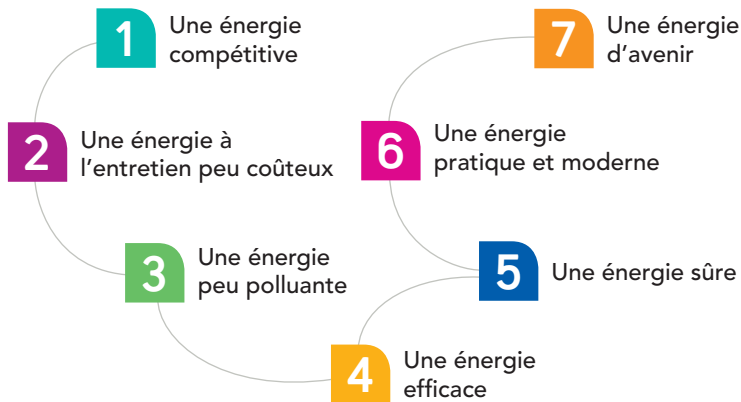 1
Une énergie
compétitive
2
Une énergie à
l’entretien peu coûteux
3
Une énergie
peu polluante
4
Une énergie
efficace
5
Une énergie sûre
6
Une énergie
pratique et moderne
7
Une énergie
d’avenir